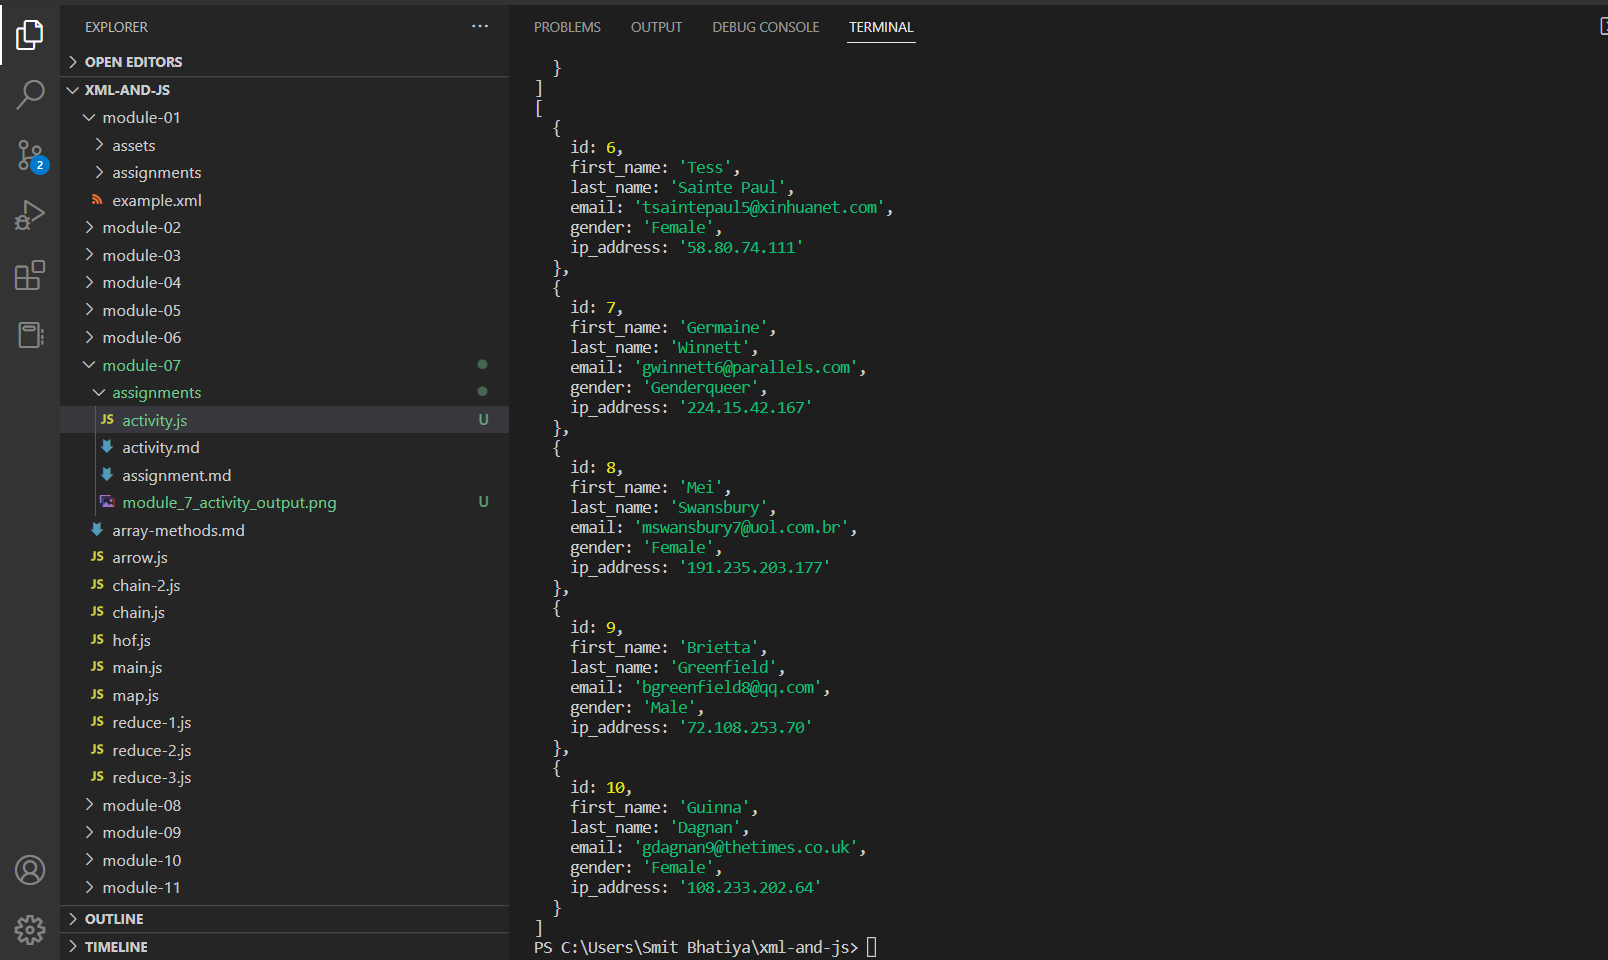 EXPLORER
OPEN EDITORS
XML-AND-JS
module-01
assets
assignments
example.xml
module-02
module-03
module-04
module-05
module-06
module-07
assignments
JS activity.js U
activity.md
assignment.md
module_7_activity_output.png U
array-methods.md
JS arrow.js
JS chain-2.js
JS chain.js
JS hof.js
JS main.js
JS map.js
JS reduce-1.js
JS reduce-2.js
JS reduce-3.js
module-08
module-09
module-10
module-11
OUTLINE
TIMELINE
2
PROBLEMS OUTPUT DEBUG CONSOLE TERMINAL
}
]
[
{
id: 6,
first_name: 'Tess',
last_name: 'Sainte Paul',
email: 'tsaintepaul5@xinhuanet.com',
gender: 'Female',
ip_address: '58.80.74.111'
},
{
id: 7,
first_name: 'Germaine',
last_name: 'Winnett',
email: 'gwinnett6@parallels.com',
gender: 'Genderqueer',
ip_address: '224.15.42.167'
},
{
id: 8,
first_name: 'Mei',
last_name: 'Swansbury',
email: 'mswansbury7@uol.com.br',
gender: 'Female',
ip_address: '191.235.203.177'
},
{
id: 9,
first_name: 'Brietta',
last_name: 'Greenfield',
email: 'bgreenfield8@qq.com',
gender: 'Male',
ip_address: '72.108.253.70'
},
{
id: 10,
first_name: 'Guinna',
last_name: 'Dagnan',
email: 'gdagnan9@thetimes.co.uk',
gender: 'Female',
ip_address: '108.233.202.64'
}
]
PS C:\Users\Smit Bhatiya\xml-and-js>